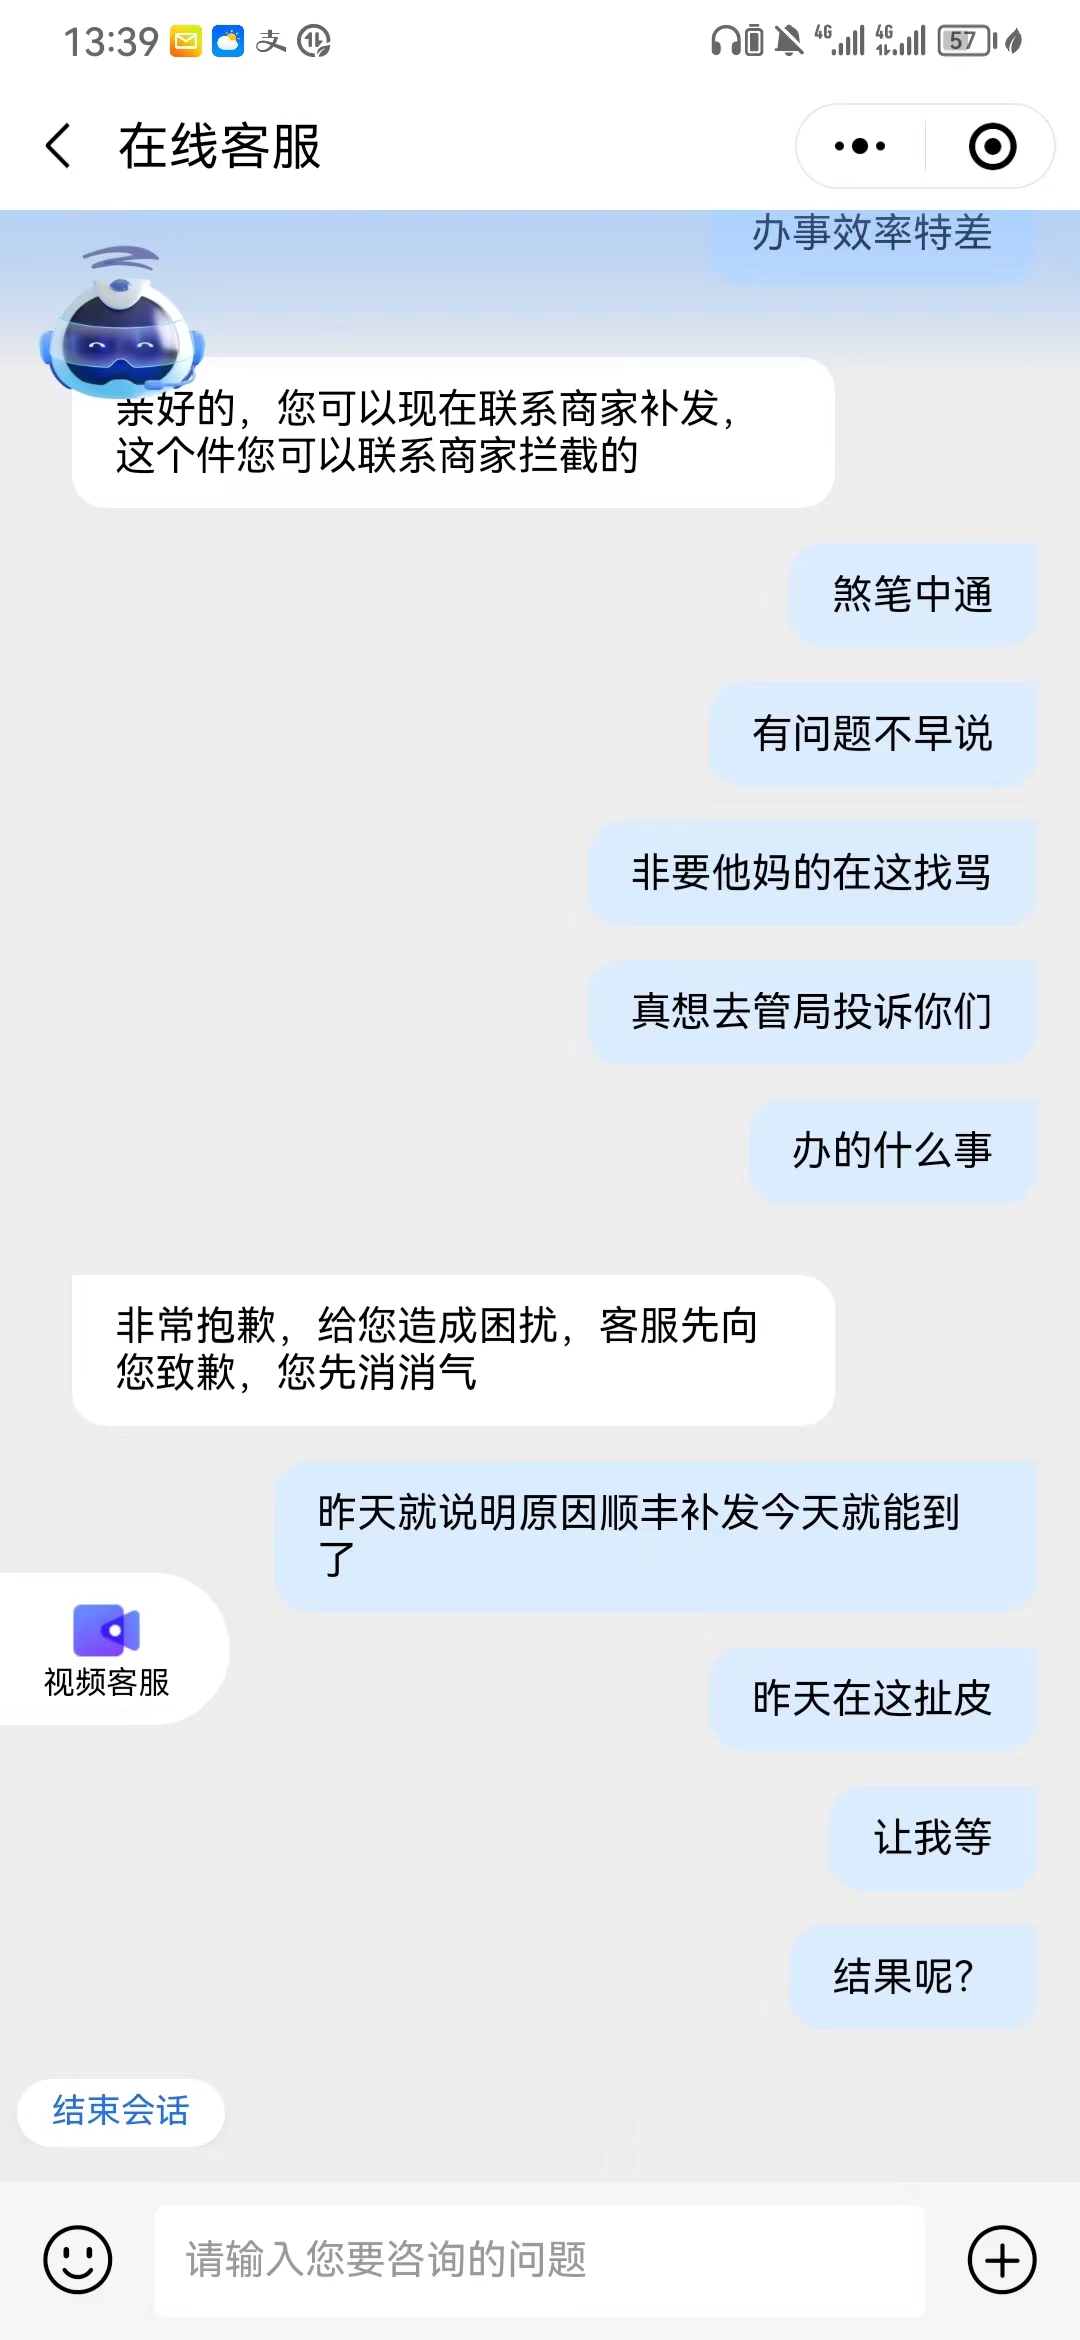 13:39
支
4G
4G
57
在线客服
办事效率特差
亲好的，您可以现在联系商家补发，
这个件您可以联系商家拦截的
煞笔中通
有问题不早说
非要他妈的在这找骂
真想去管局投诉你们
办的什么事
非常抱歉，给您造成困扰，客服先向
您致歉，您先消消气
昨天就说明原因顺丰补发今天就能到
了
视频客服
昨天在这扯皮
让我等
结果呢？
结束会话
请输入您要咨询的问题